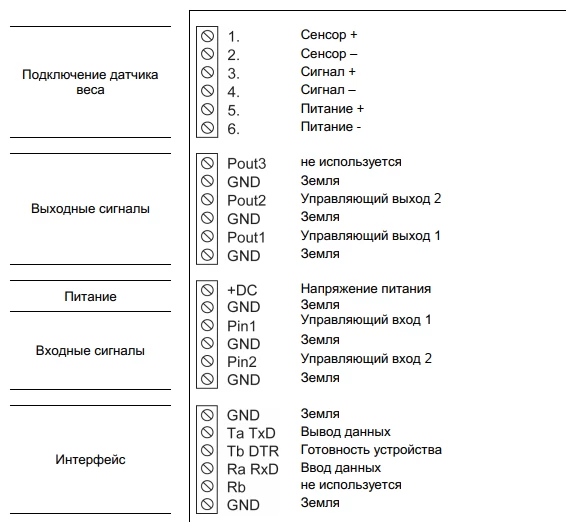 Подключение датчика
веса
1. Сенсор +
2. Сенсор –
3. Сигнал +
4. Сигнал –
5. Питание +
6. Питание -
Выходные сигналы
Pout3 не используется
GND Земля
Pout2 Управляющий выход 2
GND Земля
Pout1 Управляющий выход 1
GND Земля
Питание
+DC Напряжение питания
GND Земля
Входные сигналы
Pin1 Управляющий вход 1
GND Земля
Pin2 Управляющий вход 2
GND Земля
Интерфейс
GND Земля
Ta TxD Вывод данных
Tb DTR Готовность устройства
Ra RxD Ввод данных
Rb не используется
GND Земля